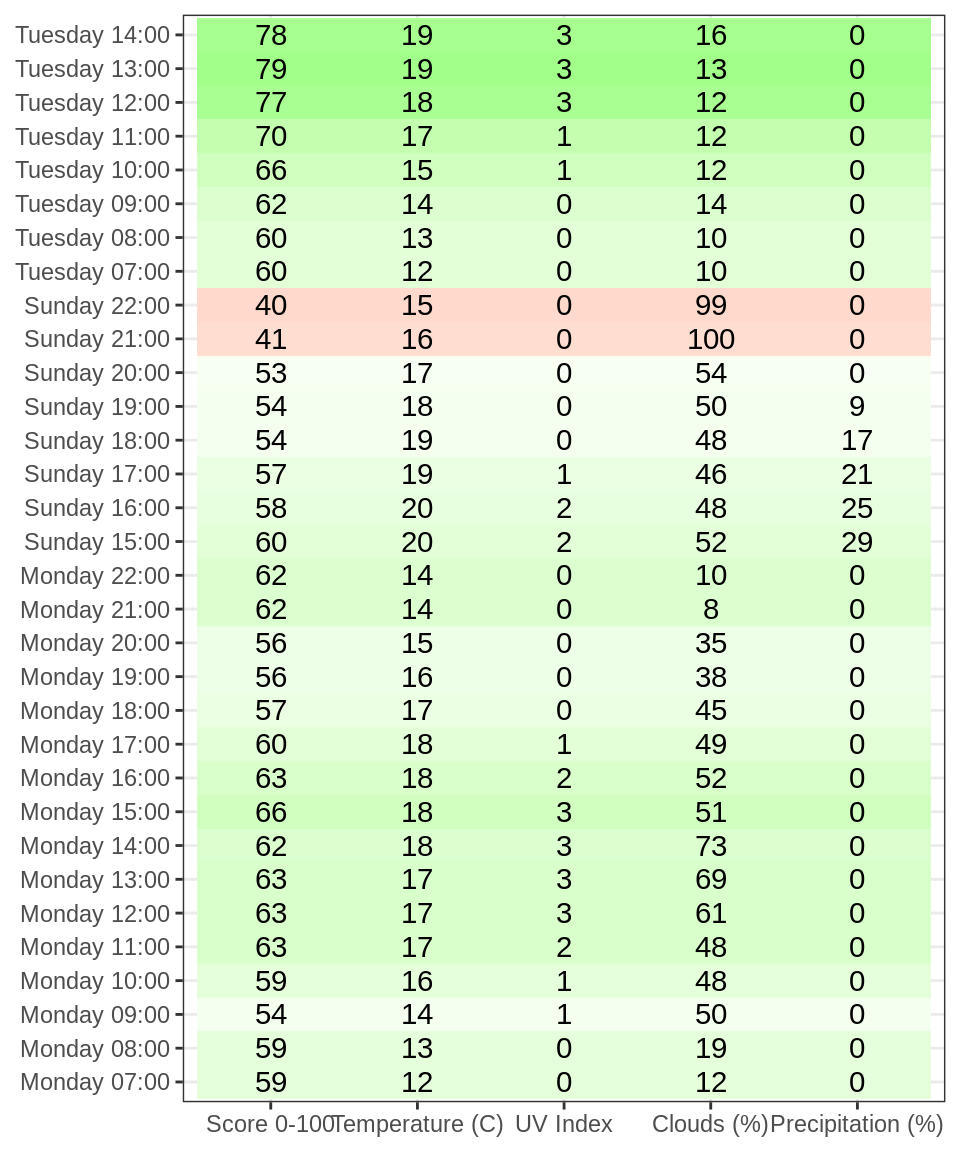 Tuesday 14:00 78 19 3 16 0
Tuesday 13:00 79 19 3 13 0
Tuesday 12:00 77 18 3 12 0
Tuesday 11:00 70 17 1 12 0
Tuesday 10:00 66 15 1 12 0
Tuesday 09:00 62 14 0 14 0
Tuesday 08:00 60 13 0 10 0
Tuesday 07:00 60 12 0 10 0
Sunday 22:00 40 15 0 99 0
Sunday 21:00 41 16 0 100 0
Sunday 20:00 53 17 0 54 0
Sunday 19:00 54 18 0 50 9
Sunday 18:00 54 19 0 48 17
Sunday 17:00 57 19 1 46 21
Sunday 16:00 58 20 2 48 25
Sunday 15:00 60 20 2 52 29
Monday 22:00 62 14 0 10 0
Monday 21:00 62 14 0 8 0
Monday 20:00 56 15 0 35 0
Monday 19:00 56 16 0 38 0
Monday 18:00 57 17 0 45 0
Monday 17:00 60 18 1 49 0
Monday 16:00 63 18 2 52 0
Monday 15:00 66 18 3 51 0
Monday 14:00 62 18 3 73 0
Monday 13:00 63 17 3 69 0
Monday 12:00 63 17 3 61 0
Monday 11:00 63 17 2 48 0
Monday 10:00 59 16 1 48 0
Monday 09:00 54 14 1 50 0
Monday 08:00 59 13 0 19 0
Monday 07:00 59 12 0 12 0
Score 0-100 Temperature (C) UV Index Clouds (%) Precipitation (%)